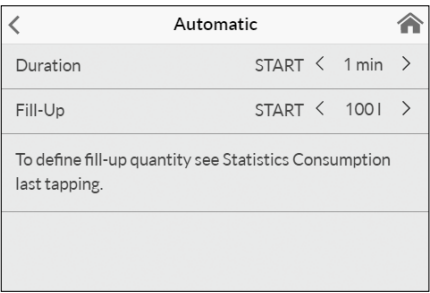 Automatic
Duration START < 1 min >
Fill-Up START < 100 l >
To define fill-up quantity see Statistics Consumption
last tapping.